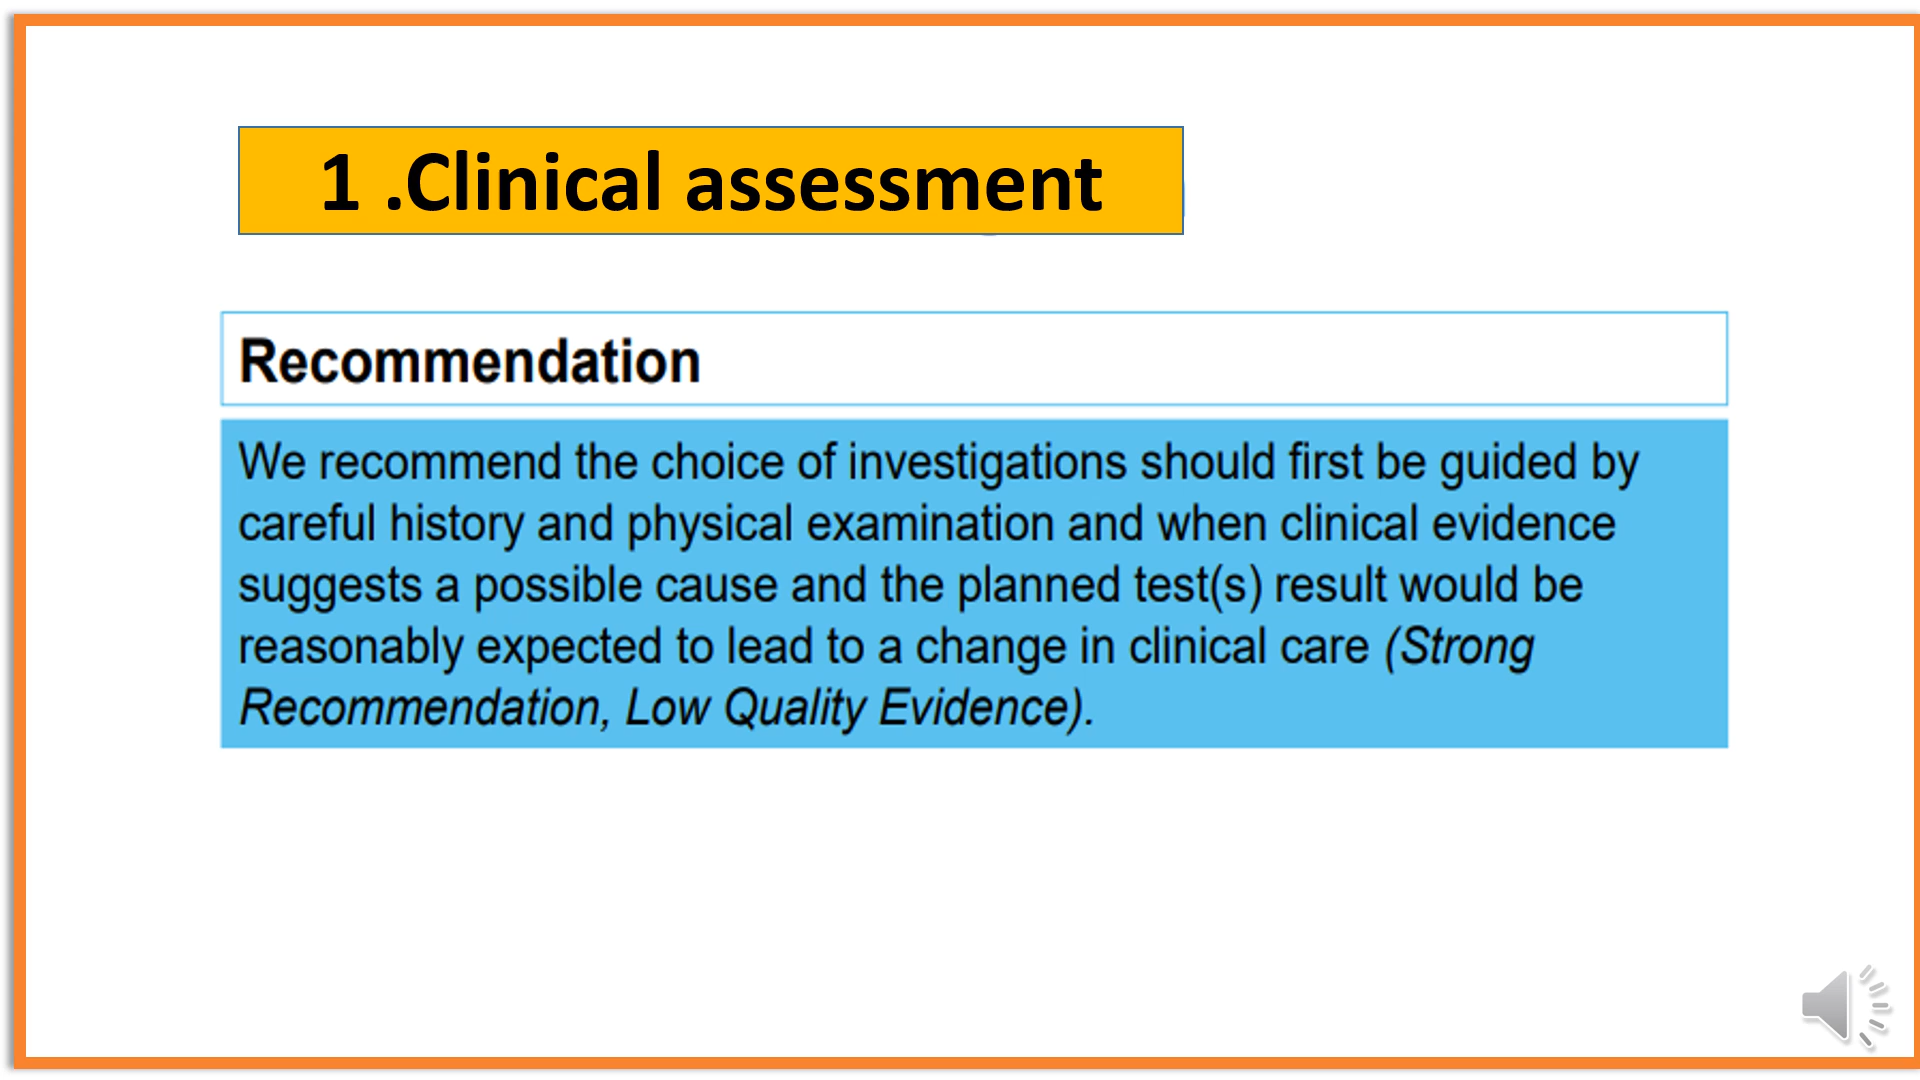 1 .Clinical assessment
Recommendation
We recommend the choice of investigations should first be guided by
careful history and physical examination and when clinical evidence
suggests a possible cause and the planned test(s) result would be
reasonably expected to lead to a change in clinical care (Strong
Recommendation, Low Quality Evidence).